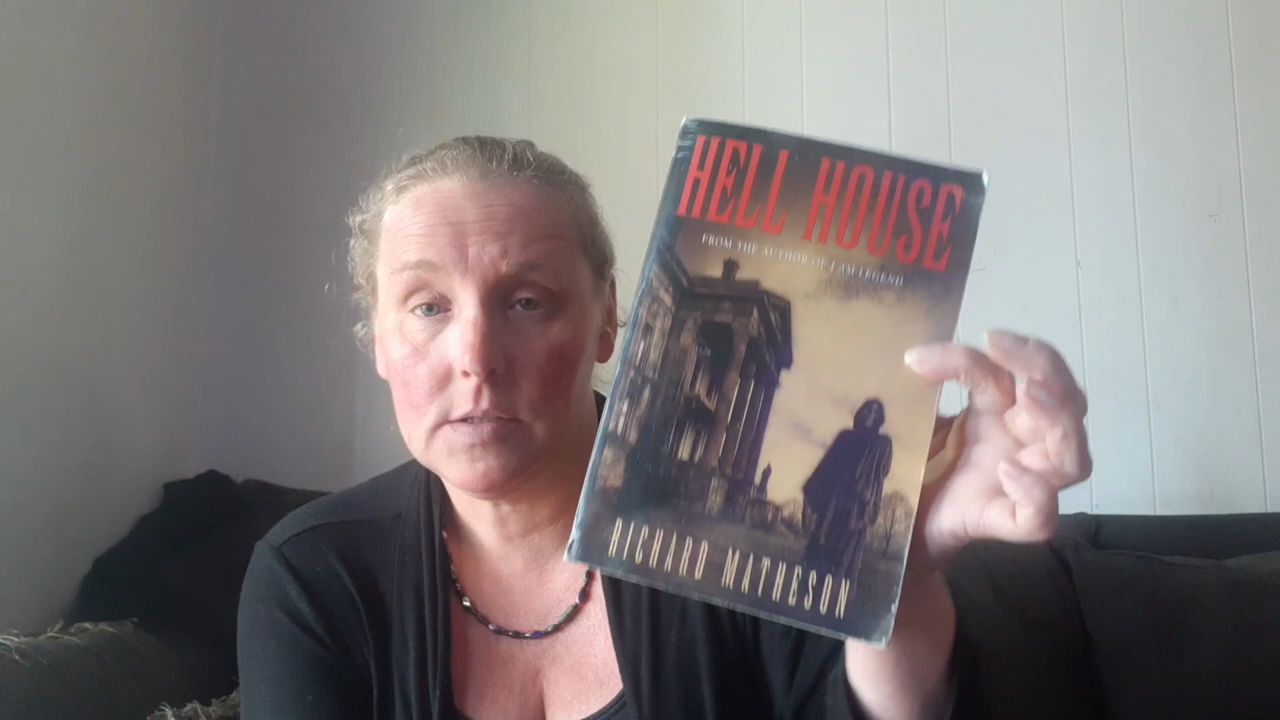 HELL HOUSE
FROM THE AUTHOR OF I AM LEGEND
RICHARD MATHESON